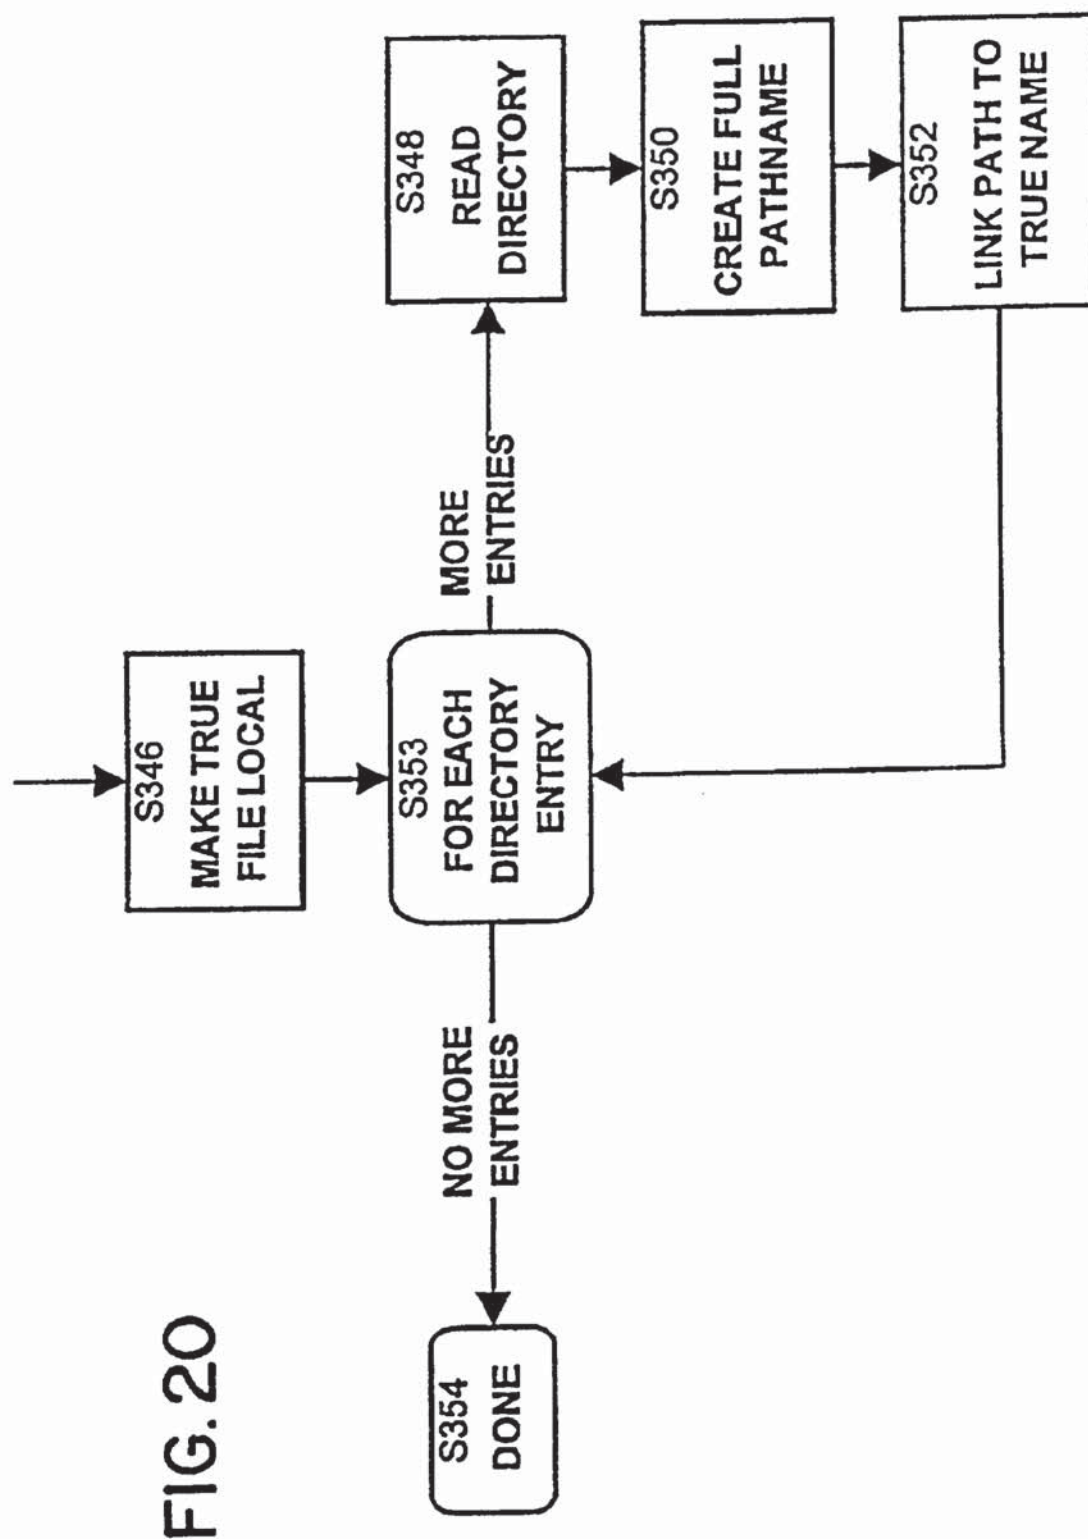 FIG. 20
S346
MAKE TRUE
FILE LOCAL
S353
FOR EACH
DIRECTORY
ENTRY
MORE
ENTRIES
S348
READ
DIRECTORY
S350
CREATE FULL
PATHNAME
S352
LINK PATH TO
TRUE NAME
NO MORE
ENTRIES
S354
DONE